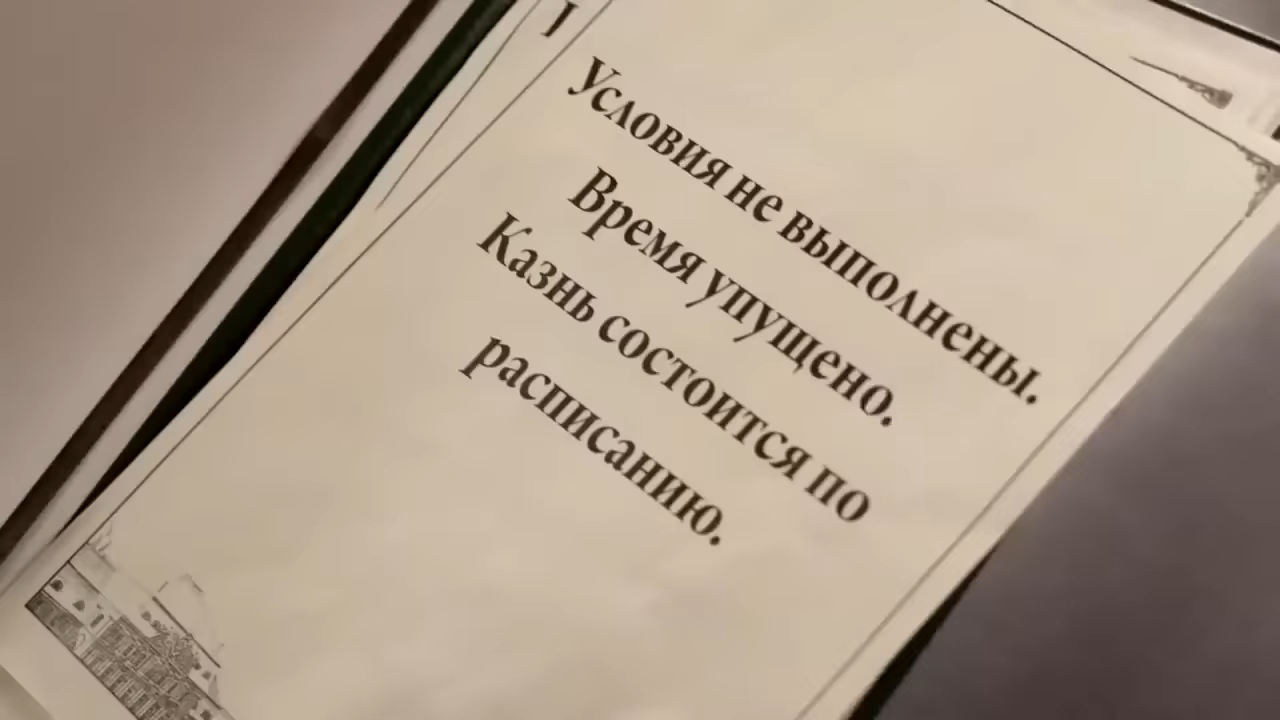 Условия не выполнены.
Время упущено.
Казнь состоится по
расписанию.